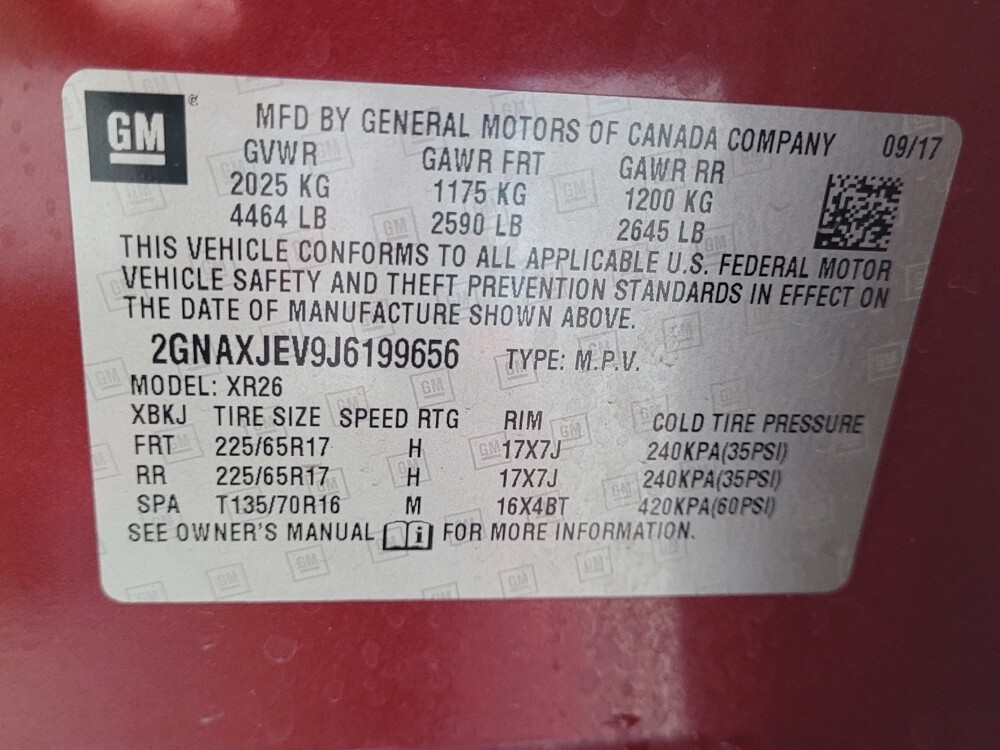 GM
MFD BY GENERAL MOTORS OF CANADA COMPANY 09/17
GVWR GAWR FRT GAWR RR
2025 KG 1175 KG 1200 KG
4464 LB 2590 LB 2645 LB
THIS VEHICLE CONFORMS TO ALL APPLICABLE U.S. FEDERAL MOTOR
VEHICLE SAFETY AND THEFT PREVENTION STANDARDS IN EFFECT ON
THE DATE OF MANUFACTURE SHOWN ABOVE.
2GNAXJEV9J6199656 TYPE: M.P.V.
MODEL: XR26
XBKJ TIRE SIZE SPEED RTG RIM COLD TIRE PRESSURE
FRT 225/65R17 H 17X7J 240KPA(35PSI)
RR 225/65R17 H 17X7J 240KPA(35PSI)
SPA T135/70R16 M 16X4BT 420KPA(60PSI)
SEE OWNER'S MANUAL i FOR MORE INFORMATION.